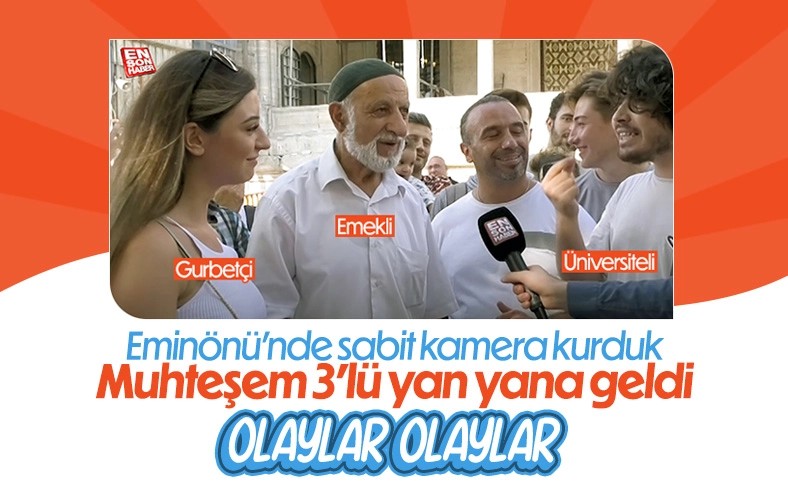 EN
SON
HABER
Emekli
EN
SON
HABER
Gurbetçi
Üniversiteli
Eminönü'nde sabit kamera kurduk
Muhteşem 3'lü yan yana geldi
OLAYLAR OLAYLAR